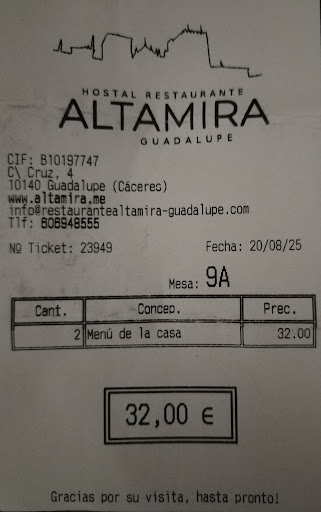 HOSTAL RESTAURANTE
ALTAMIRA
GUADALUPE
CIF: B10197747
C\ Cruz, 4
10140 Guadalupe (Cáceres)
www.altamira.me
info@restaurantealtamira-guadalupe.com
Tlf: 606948555
Nº Ticket: 23949 Fecha: 20/08/25
Mesa: 9A
Cant. Concep. Prec.
2 Menú de la casa 32.00
32,00 €
Gracias por su visita, hasta pronto!